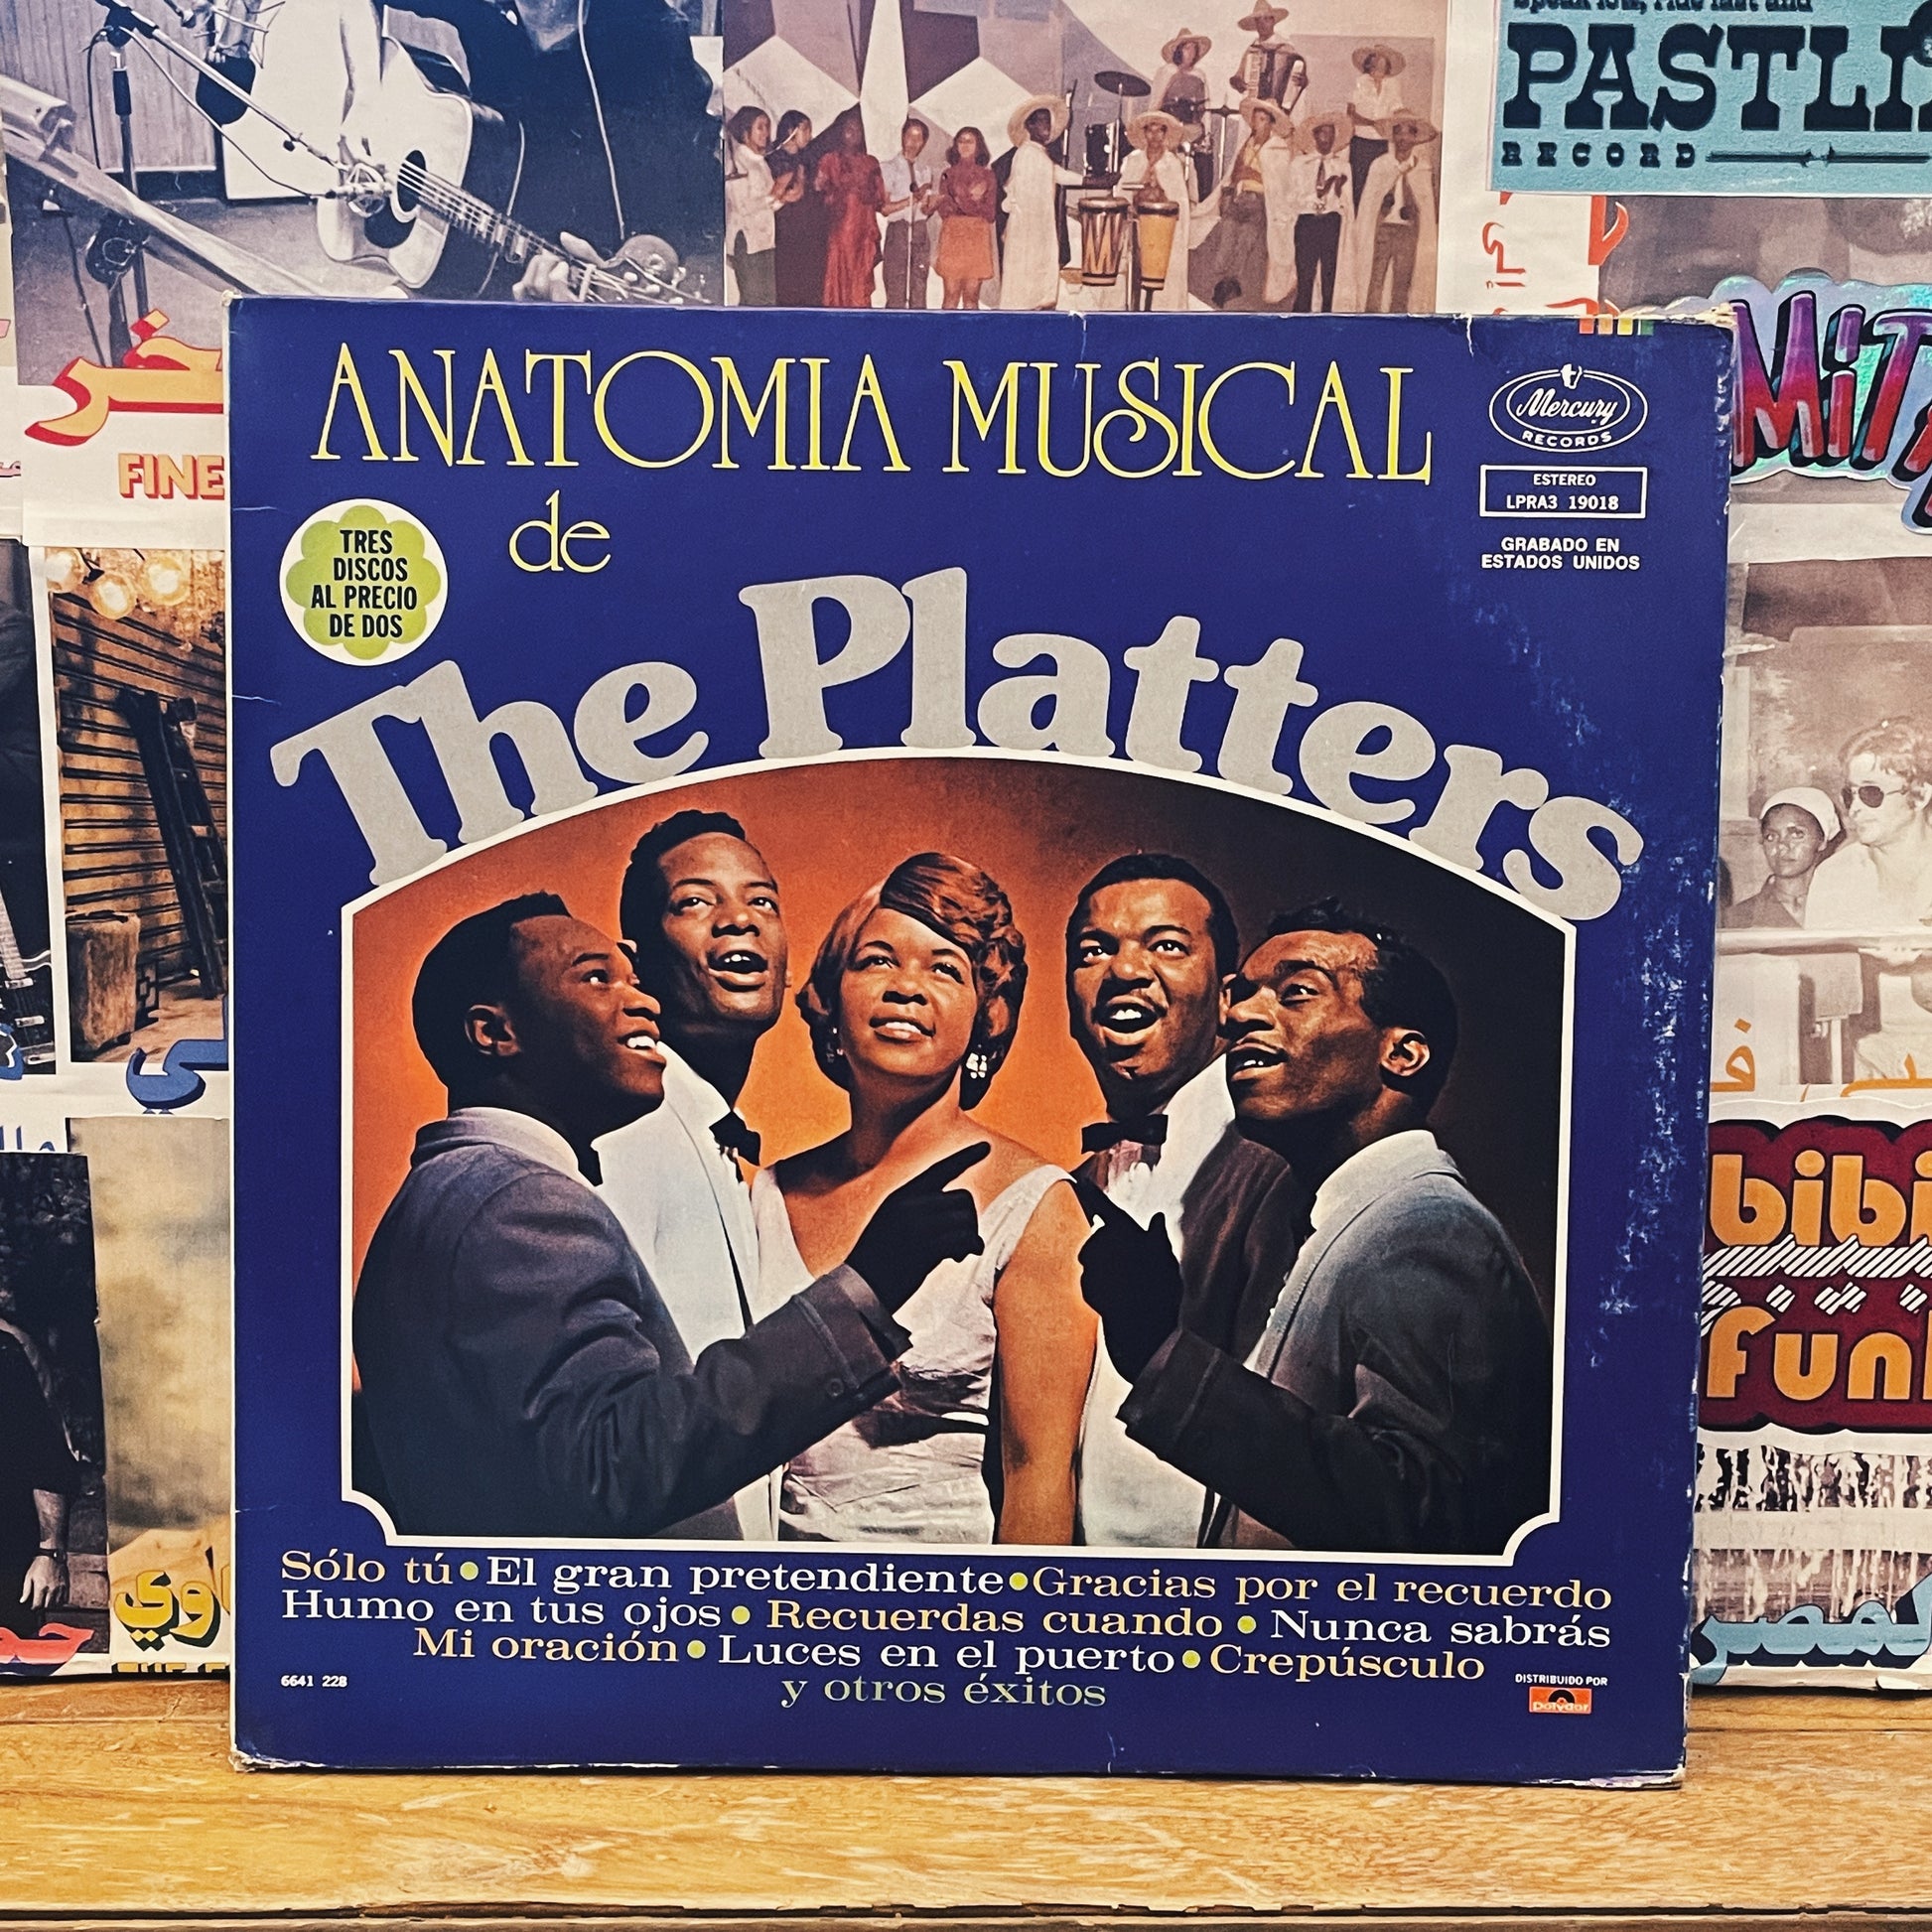 PASTLI
RECORD
ANATOMIA MUSICAL
de
The Platters
Mercury
RECORDS
ESTEREO
LPRA3 19018
GRABADO EN
ESTADOS UNIDOS
TRES
DISCOS
AL PRECIO
DE DOS
FINE
bibi
funk
Sólo tú•El gran pretendiente•Gracias por el recuerdo
Humo en tus ojos•Recuerdas cuando•Nunca sabrás
Mi oración•Luces en el puerto•Crepúsculo
y otros éxitos
6641 228
DISTRIBUIDO POR
Polydor